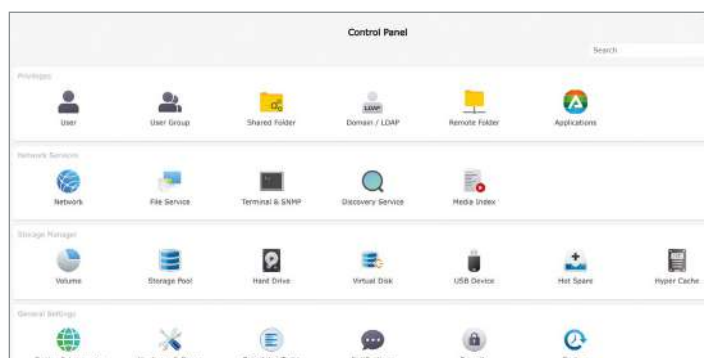 Control Panel
Search
Privileges
User User Group Shared Folder Domain / LDAP Remote Folder Applications
Network Services
Network File Service Terminal & SNMP Discovery Service Media Index
Storage Manager
Volume Storage Pool Hard Drive Virtual Disk USB Device Hot Spare Hyper Cache
General Settings